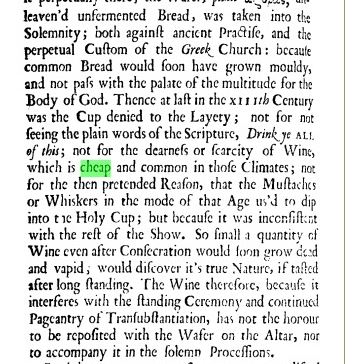 leaven'd unfermented Bread, was taken into the
Solemnity; both againſt ancient Practiſe, and the
perpetual Cuſtom of the Greek Church: becauſe
common Bread would ſoon have grown mouldy,
and not paſs with the palate of the multitude for the
Body of God. Thence at laſt in the XIIIth Century
was the Cup denied to the Layety; not for not
ſeeing the plain words of the Scripture, Drink ye ALL
of this; not for the dearneſs or ſcarcity of Wine,
which is cheap and common in thoſe Climates; not
for the then pretended Reaſon, that the Muſtaches
or Whiskers in the mode of that Age us'd to dip
into the Holy Cup; but becauſe it was inconſiſtent
with the reſt of the Show. So ſmall a quantity of
Wine even after Conſecration would ſoon grow dead
and vapid, would diſcover it's true Nature, if taſted
after long ſtanding. The Wine therefore, becauſe it
interferes with the ſtanding Ceremony and continued
Pageantry of Tranſubſtantiation, has not the honour
to be repoſited with the Wafer on the Altar, nor
to accompany it in the ſolemn Proceſſions.